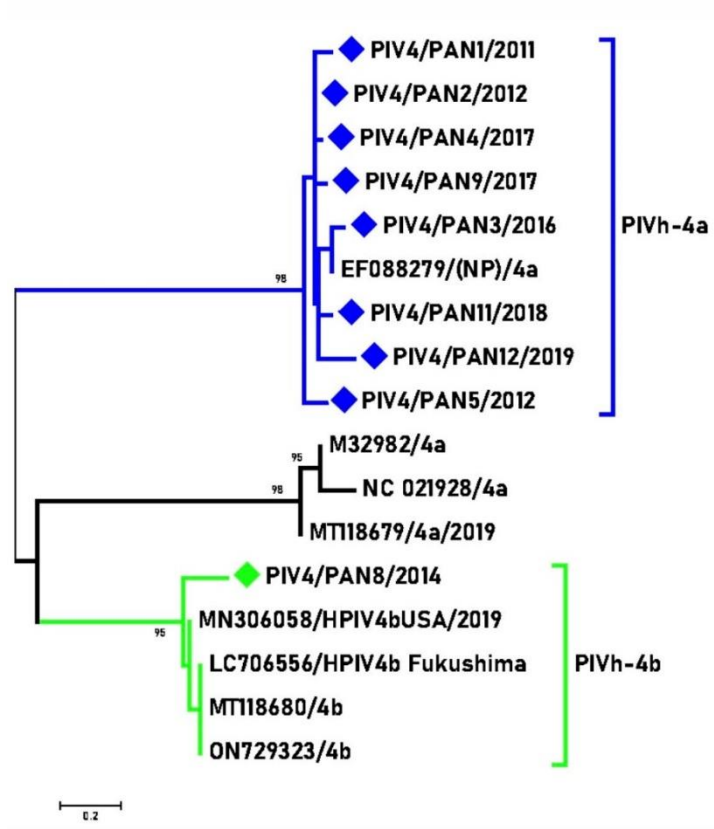 PIV4/PAN1/2011
PIV4/PAN2/2012
PIV4/PAN4/2017
PIV4/PAN9/2017
PIV4/PAN3/2016
PIVh-4a
98
EF088279/(NP)/4a
PIV4/PAN11/2018
PIV4/PAN12/2019
PIV4/PAN5/2012
M32982/4a
95
NC 021928/4a
98
MT118679/4a/2019
PIV4/PAN8/2014
MN306058/HPIV4bUSA/2019
95
LC706556/HPIV4b Fukushima
PIVh-4b
MT118680/4b
ON729323/4b
0.2